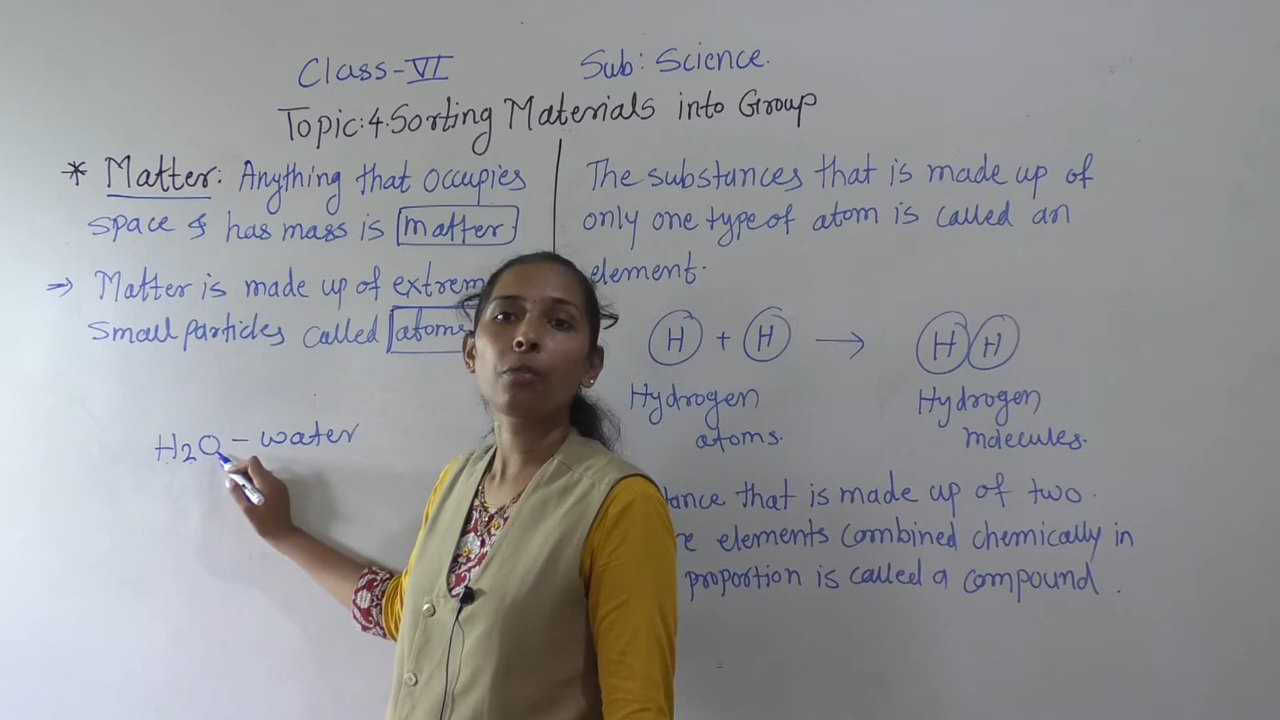 Class-VI Sub: Science.
Topic:4.Sorting Materials into Group
* Matter: Anything that occupies
space & has mass is matter.
⇒ Matter is made up of extrem
small particles called atoms
H2O - water
The substances that is made up of
only one type of atom is called an
element.
H + H → HH
Hydrogen
atoms.
Hydrogen
molecules.
tance that is made up of two
e elements combined chemically in
proportion is called a compound.